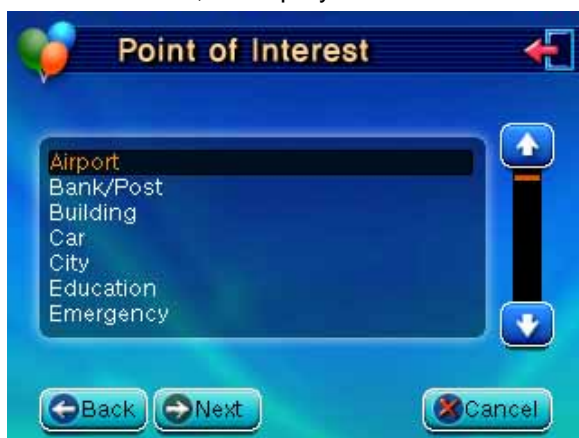 Point of Interest
Airport
Bank/Post
Building
Car
City
Education
Emergency
Back Next Cancel